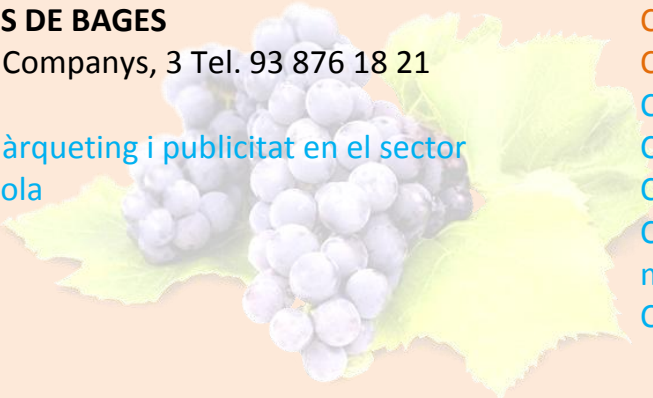 S DE BAGES
Companys, 3 Tel. 93 876 18 21
àrqueting i publicitat en el sector
ola